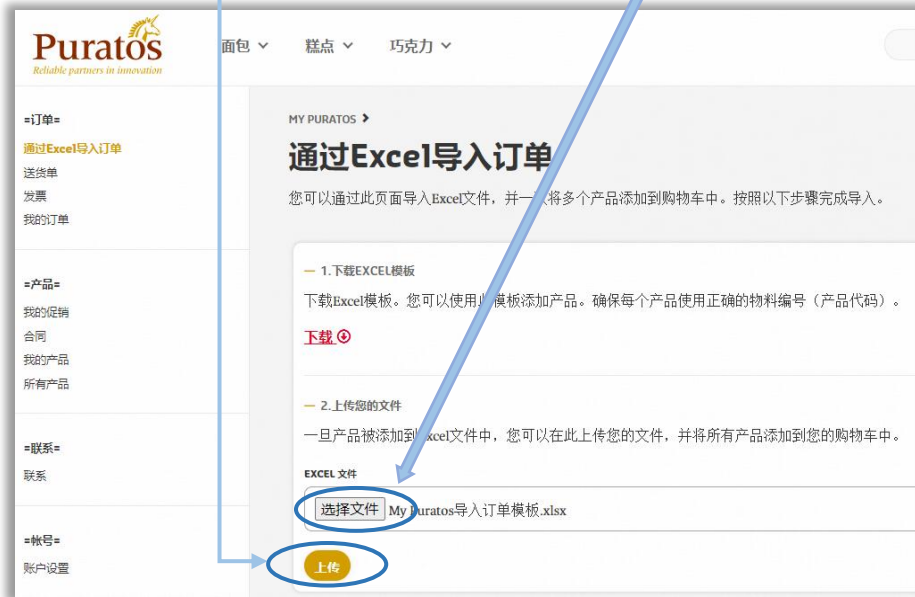 Puratos
Reliable partners in innovation
面包
糕点
巧克力
=订单=
通过Excel导入订单
送货单
发票
我的订单
=产品=
我的促销
合同
我的产品
所有产品
=联系=
联系
=帐号=
账户设置
MY PURATOS
通过Excel导入订单
您可以通过此页面导入Excel文件，并一次将多个产品添加到购物车中。按照以下步骤完成导入。
1.下载EXCEL模板
下载Excel模板。您可以使用此模板添加产品。确保每个产品使用正确的物料编号（产品代码）。
下载
2.上传您的文件
一旦产品被添加到Excel文件中，您可以在此上传您的文件，并将所有产品添加到您的购物车中。
EXCEL 文件
选择文件 My Puratos导入订单模板.xlsx
上传